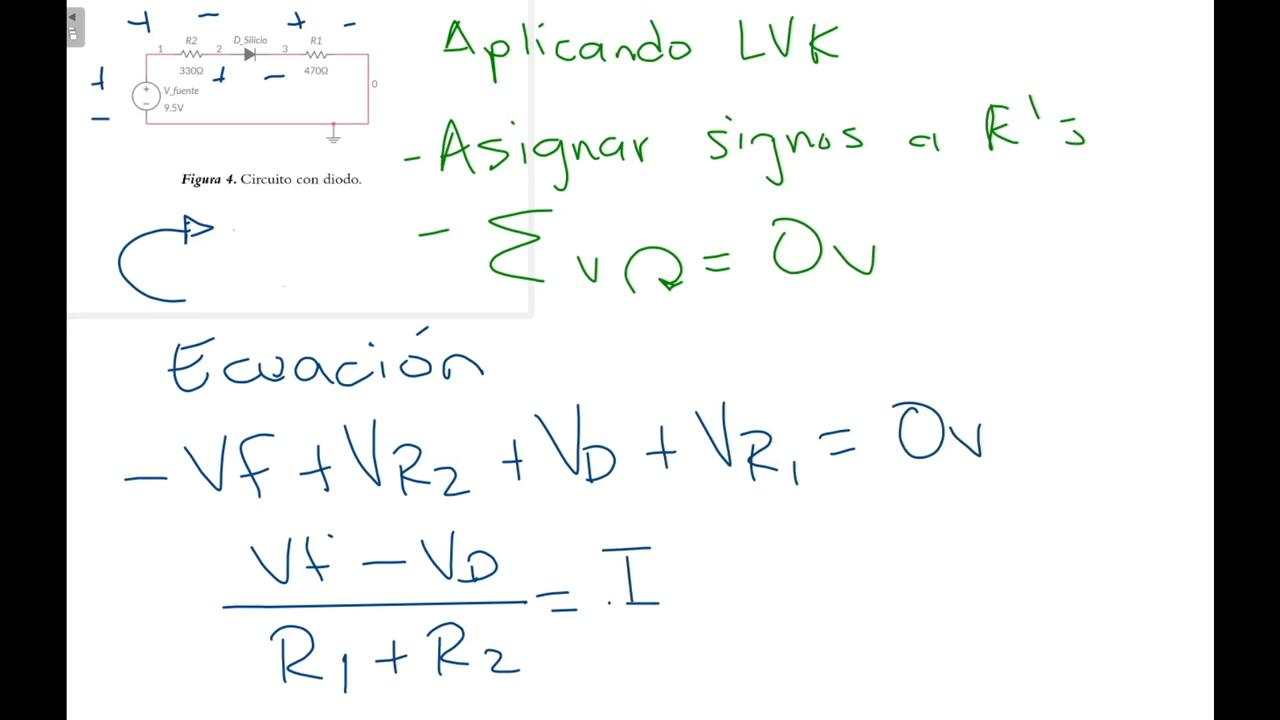 + - + -
1 R2 2 D_Silicio 3 R1
330Ω + - 470Ω
+ V_fuente 0
- 9.5V
Figura 4. Circuito con diodo.
Aplicando LVK
- Asignar signos a E's
- Σ v = 0v
Ecuación
- Vf + VR2 + VD + VR1 = 0v
Vf - VD
= I
R1 + R2